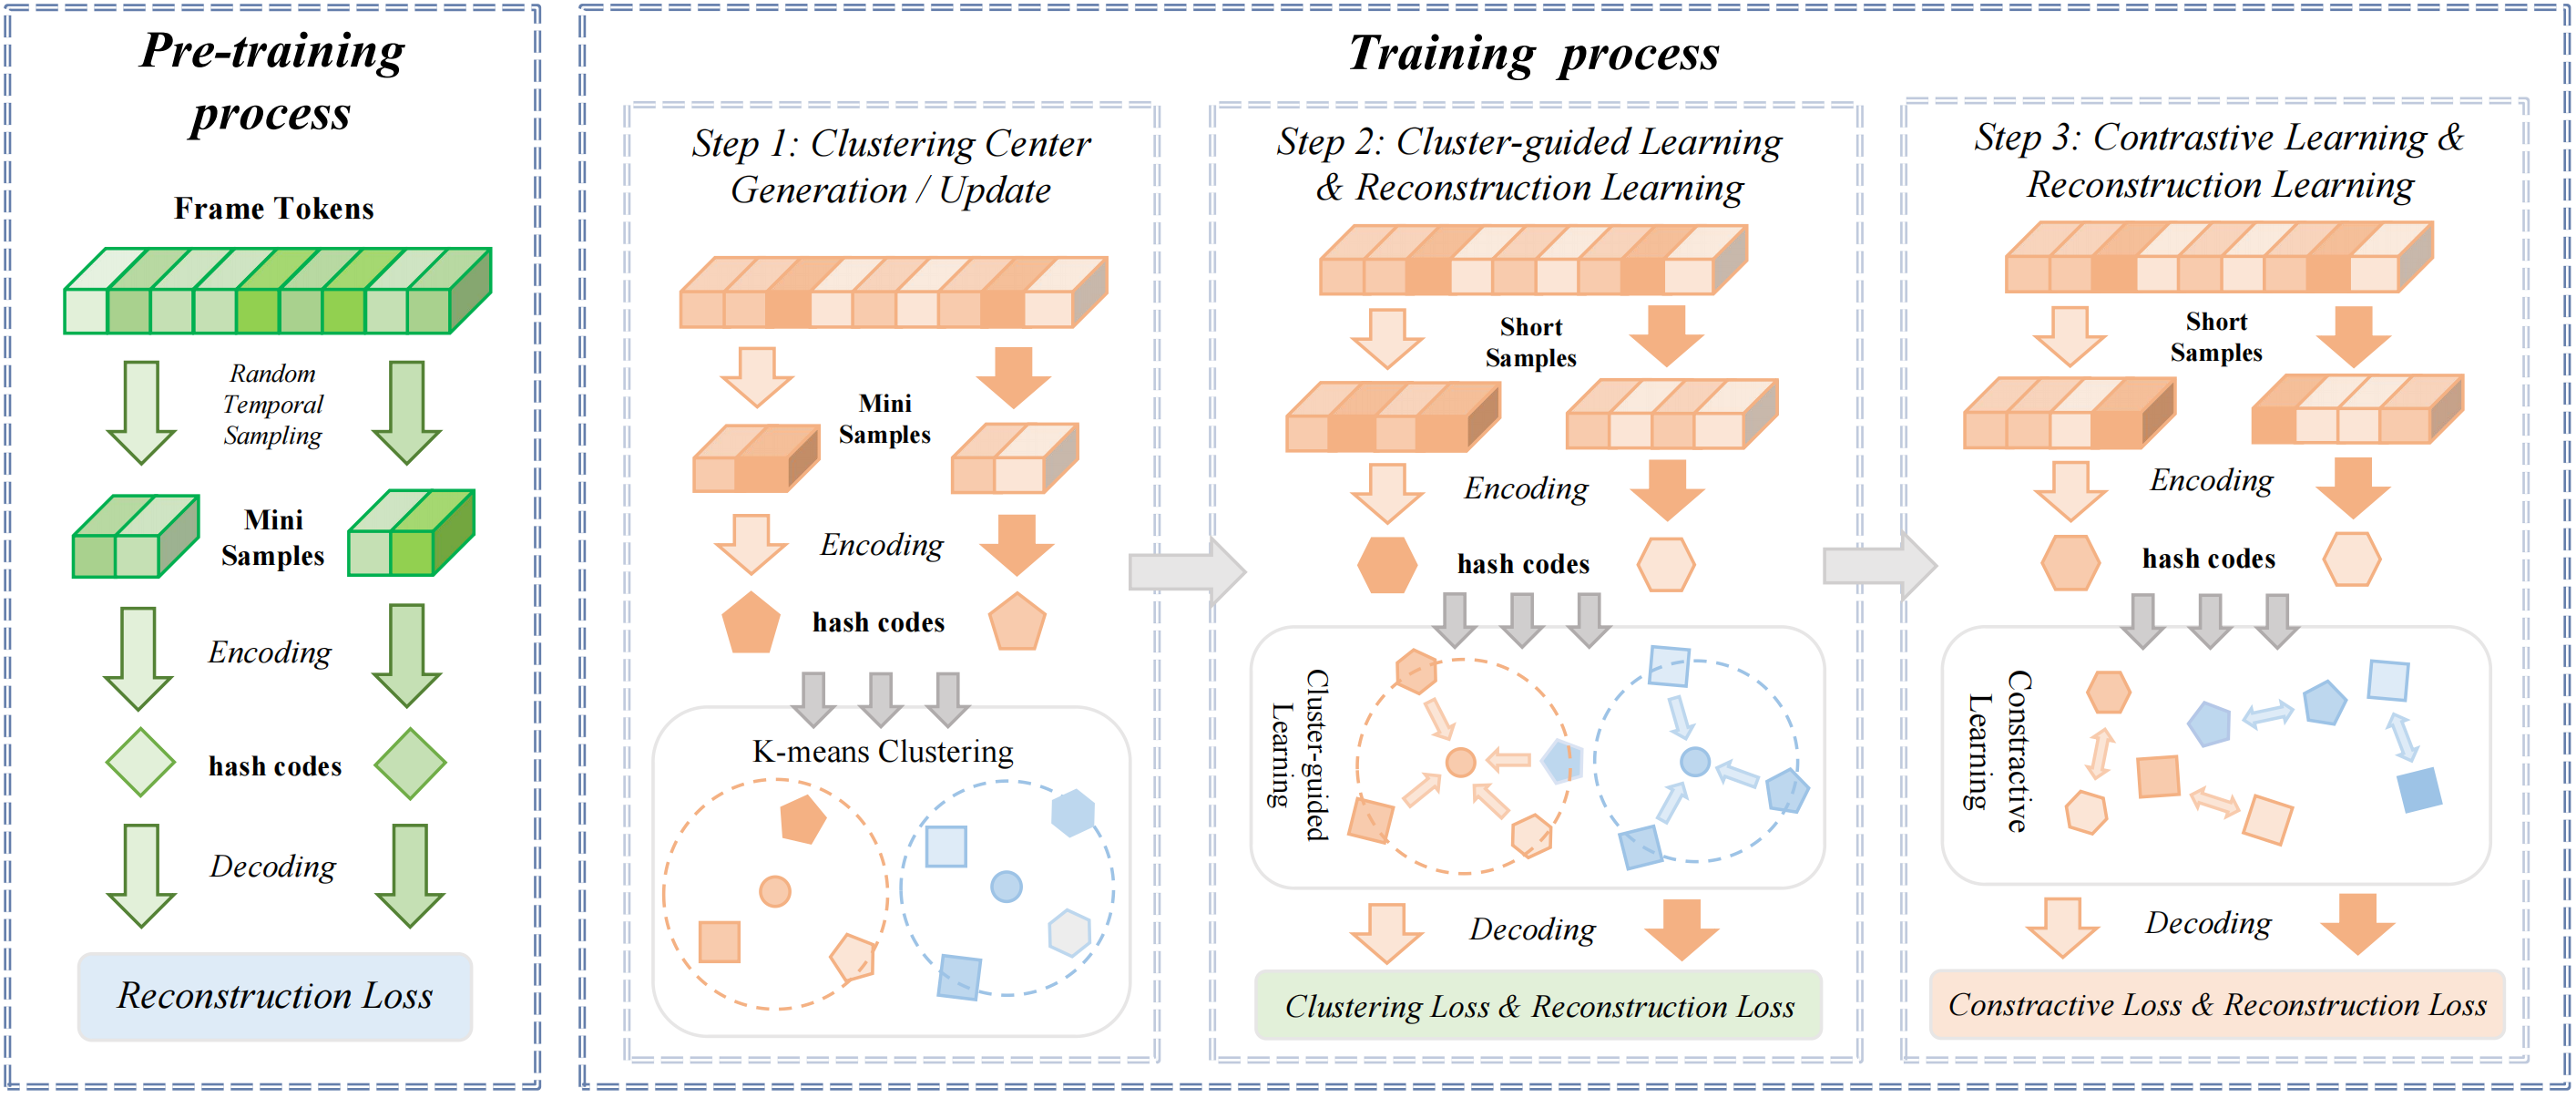 Pre-training
process
Frame Tokens
Random
Temporal
Sampling
Mini
Samples
Encoding
hash codes
Decoding
Reconstruction Loss
Training process
Step 1: Clustering Center
Generation / Update
Mini
Samples
Encoding
hash codes
K-means Clustering
Step 2: Cluster-guided Learning
& Reconstruction Learning
Short
Samples
Encoding
hash codes
Cluster-guided
Learning
Decoding
Clustering Loss & Reconstruction Loss
Step 3: Contrastive Learning &
Reconstruction Learning
Short
Samples
Encoding
hash codes
Constractive
Learning
Decoding
Constractive Loss & Reconstruction Loss